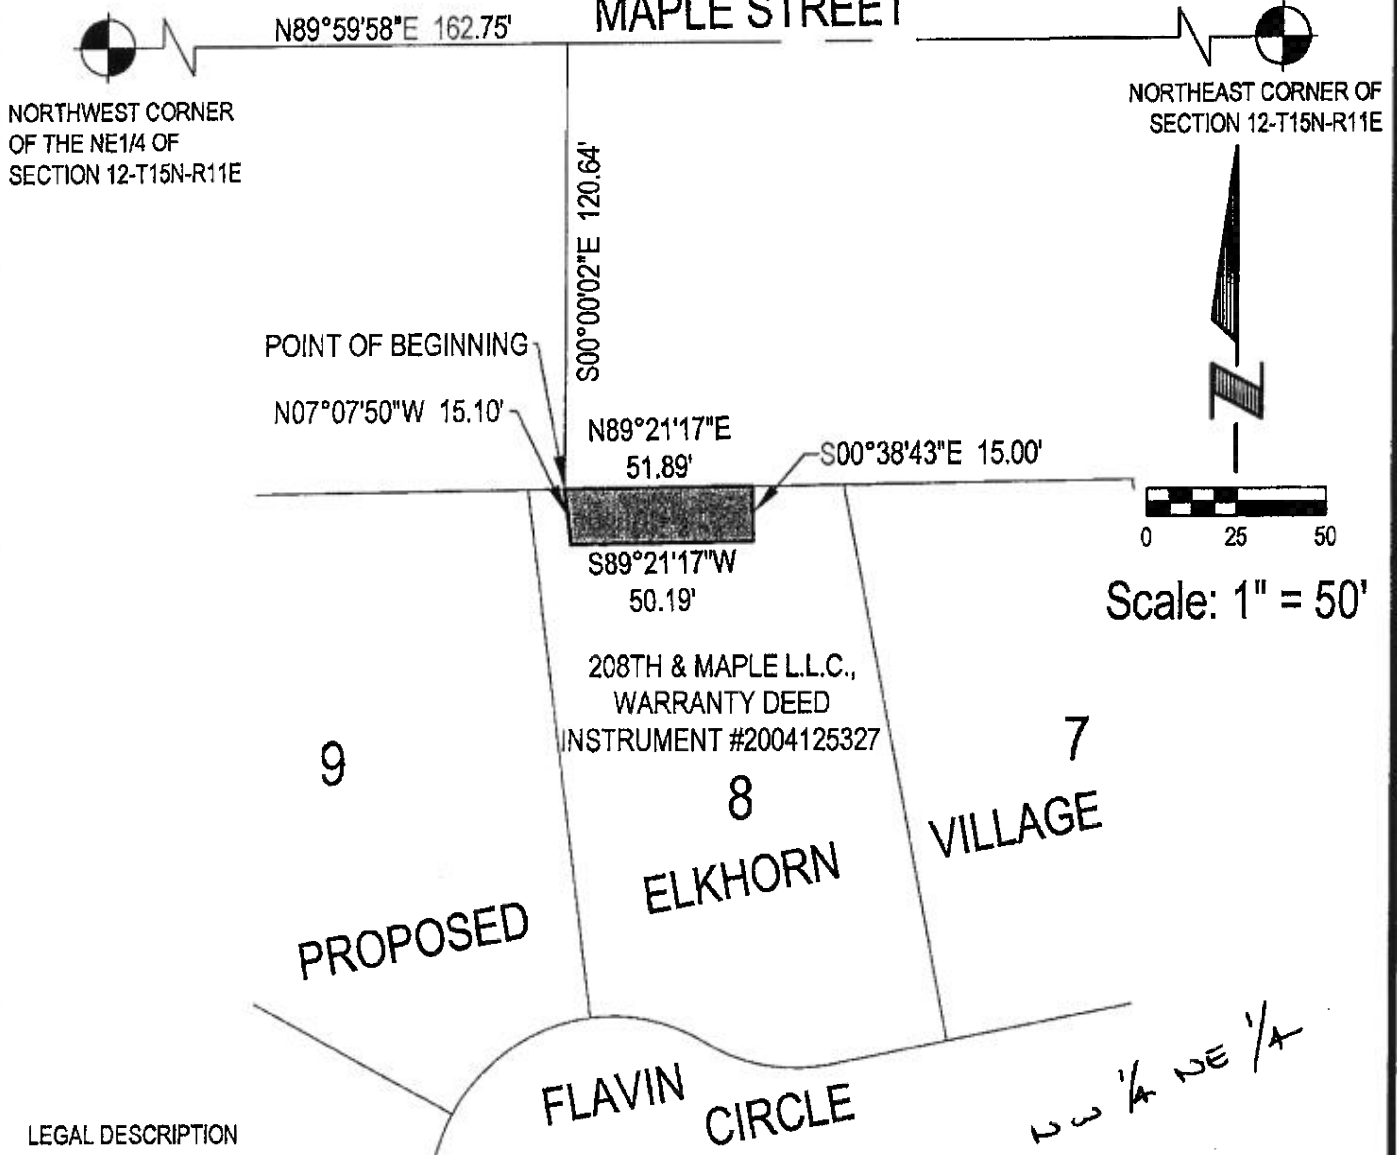 MAPLE STREET
N89°59'58"E 162.75'
NORTHWEST CORNER
OF THE NE1/4 OF
SECTION 12-T15N-R11E
NORTHEAST CORNER OF
SECTION 12-T15N-R11E
S00°00'02"E 120.64'
POINT OF BEGINNING
N07°07'50"W 15.10'
N89°21'17"E
51.89'
S00°38'43"E 15.00'
N
0 25 50
Scale: 1" = 50'
S89°21'17"W
50.19'
208TH & MAPLE L.L.C.,
WARRANTY DEED
INSTRUMENT #2004125327
9
8
7
PROPOSED ELKHORN VILLAGE
FLAVIN CIRCLE
NW 1/4 NE 1/4
LEGAL DESCRIPTION